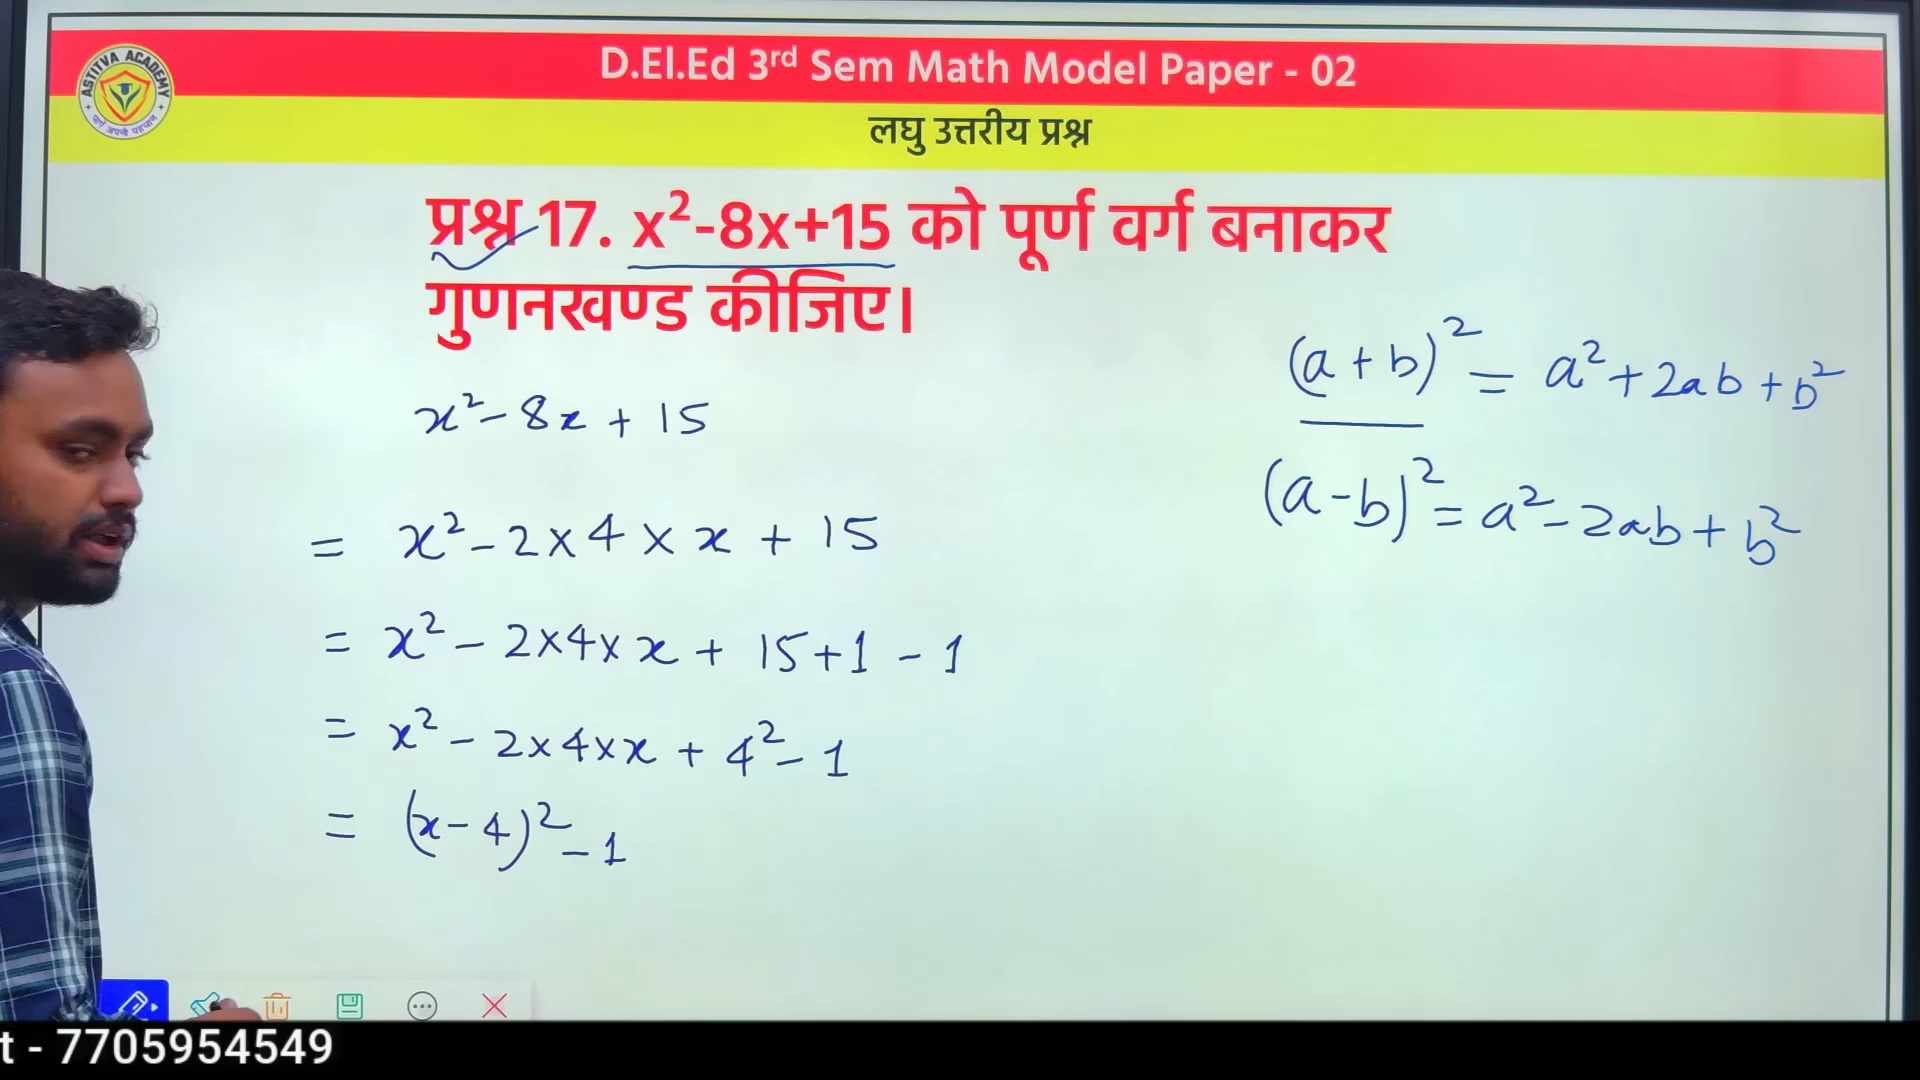 ASTITVA ACADEMY
D.El.Ed 3rd Sem Math Model Paper - 02
लघु उत्तरीय प्रश्न
प्रश्न 17. x²-8x+15 को पूर्ण वर्ग बनाकर
गुणनखण्ड कीजिए।
(a + b)² = a² + 2ab + b²
x² - 8x + 15
(a - b)² = a² - 2ab + b²
= x² - 2 × 4 × x + 15
= x² - 2×4×x + 15+1 - 1
= x² - 2×4×x + 4² - 1
= (x - 4)² - 1
t - 7705954549